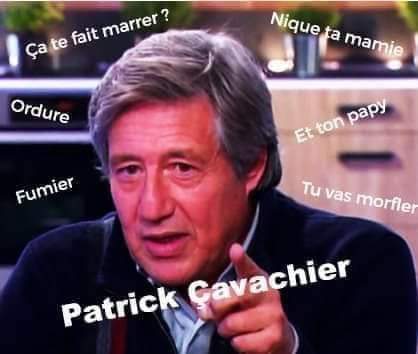 Ça te fait marrer ?
Nique ta mamie
Ordure
Et ton papy
Fumier
Tu vas morfler
Patrick Çavachier